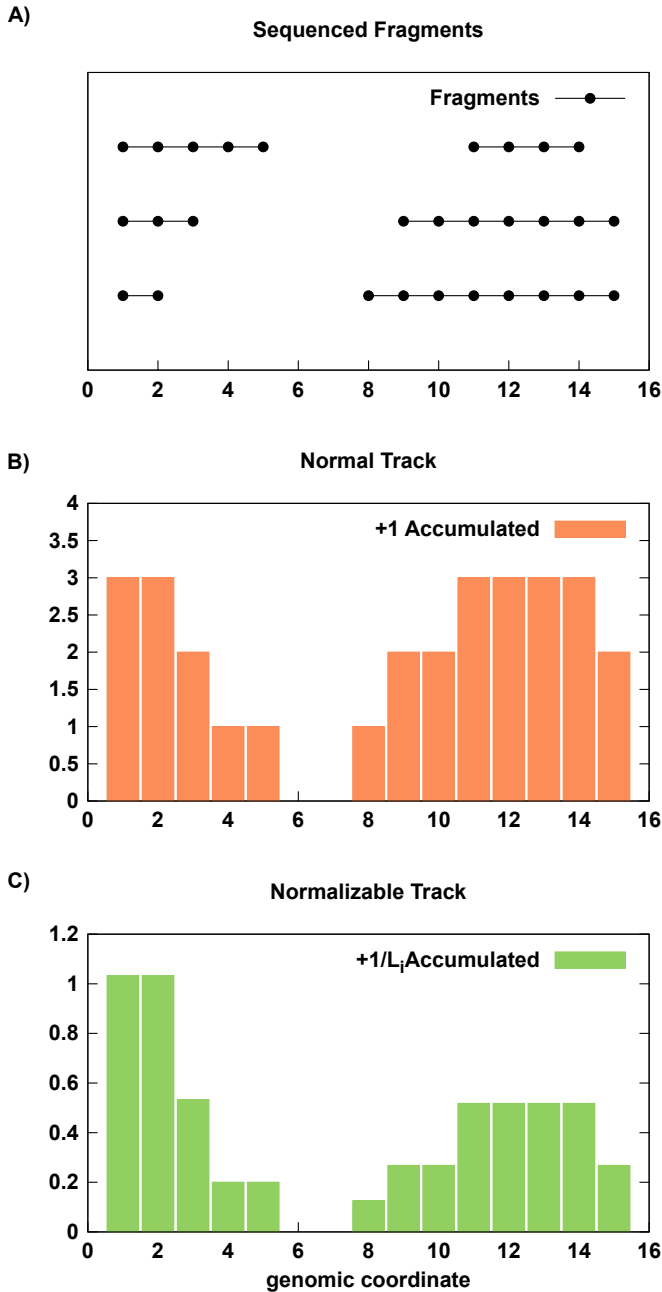 A)
Sequenced Fragments
Fragments
0 2 4 6 8 10 12 14 16
B)
Normal Track
4
3.5
3
2.5
2
1.5
1
0.5
0
+1 Accumulated
0 2 4 6 8 10 12 14 16
C)
Normalizable Track
1.2
1
0.8
0.6
0.4
0.2
0
+1/LiAccumulated
0 2 4 6 8 10 12 14 16
genomic coordinate